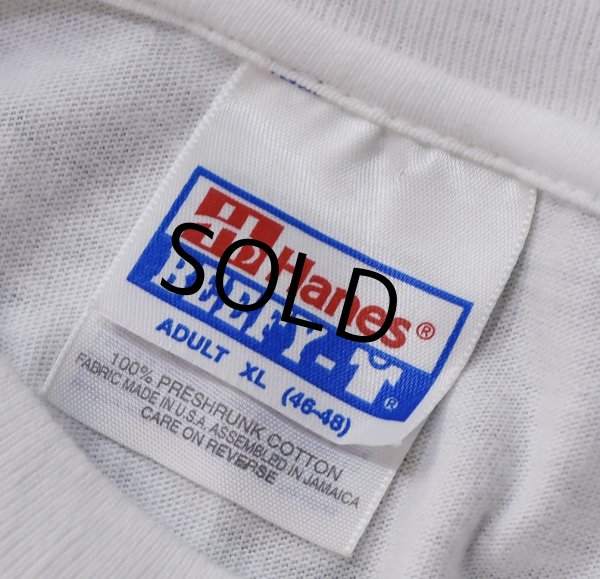 Hanes®
BEEFY-T®
ADULT XL (46-48)
100% PRESHRUNK COTTON
FABRIC MADE IN U.S.A. ASSEMBLED IN JAMAICA
CARE ON REVERSE
SOLD